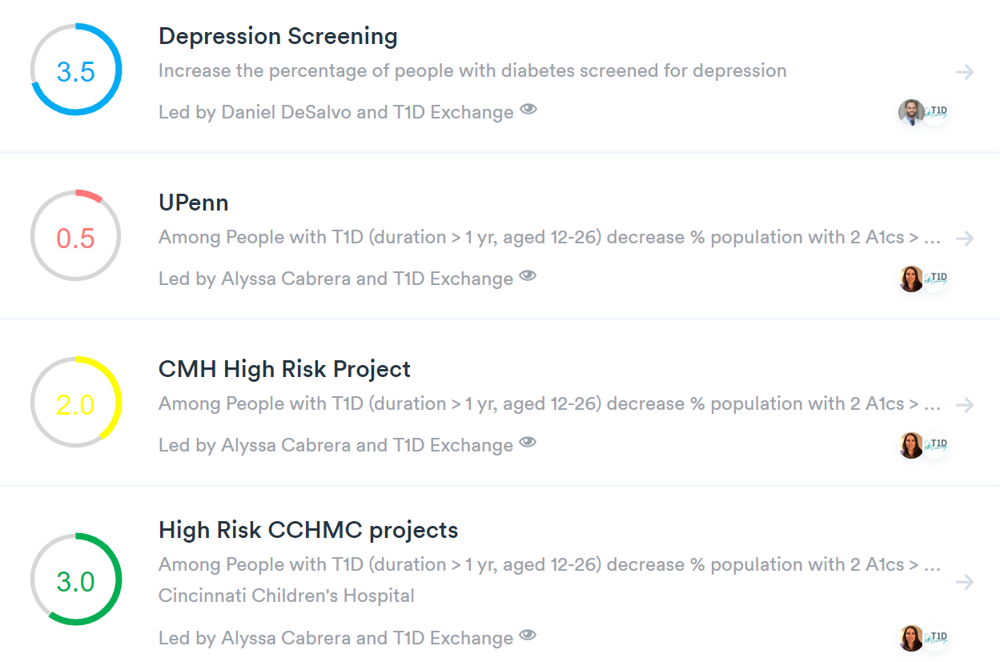 3.5
Depression Screening
Increase the percentage of people with diabetes screened for depression
Led by Daniel DeSalvo and T1D Exchange
T1D
Exchange
0.5
UPenn
Among People with T1D (duration > 1 yr, aged 12-26) decrease % population with 2 A1cs > ...
Led by Alyssa Cabrera and T1D Exchange
T1D
Exchange
2.0
CMH High Risk Project
Among People with T1D (duration > 1 yr, aged 12-26) decrease % population with 2 A1cs > ...
Led by Alyssa Cabrera and T1D Exchange
T1D
Exchange
3.0
High Risk CCHMC projects
Among People with T1D (duration > 1 yr, aged 12-26) decrease % population with 2 A1cs > ...
Cincinnati Children's Hospital
Led by Alyssa Cabrera and T1D Exchange
T1D
Exchange